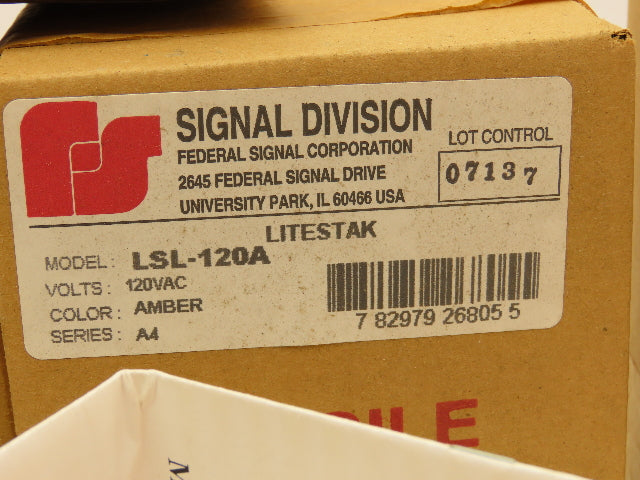 SIGNAL DIVISION
FEDERAL SIGNAL CORPORATION
2645 FEDERAL SIGNAL DRIVE
UNIVERSITY PARK, IL 60466 USA
LOT CONTROL
07137
LITESTAK
MODEL: LSL-120A
VOLTS: 120VAC
COLOR: AMBER
SERIES: A4
7 82979 26805 5